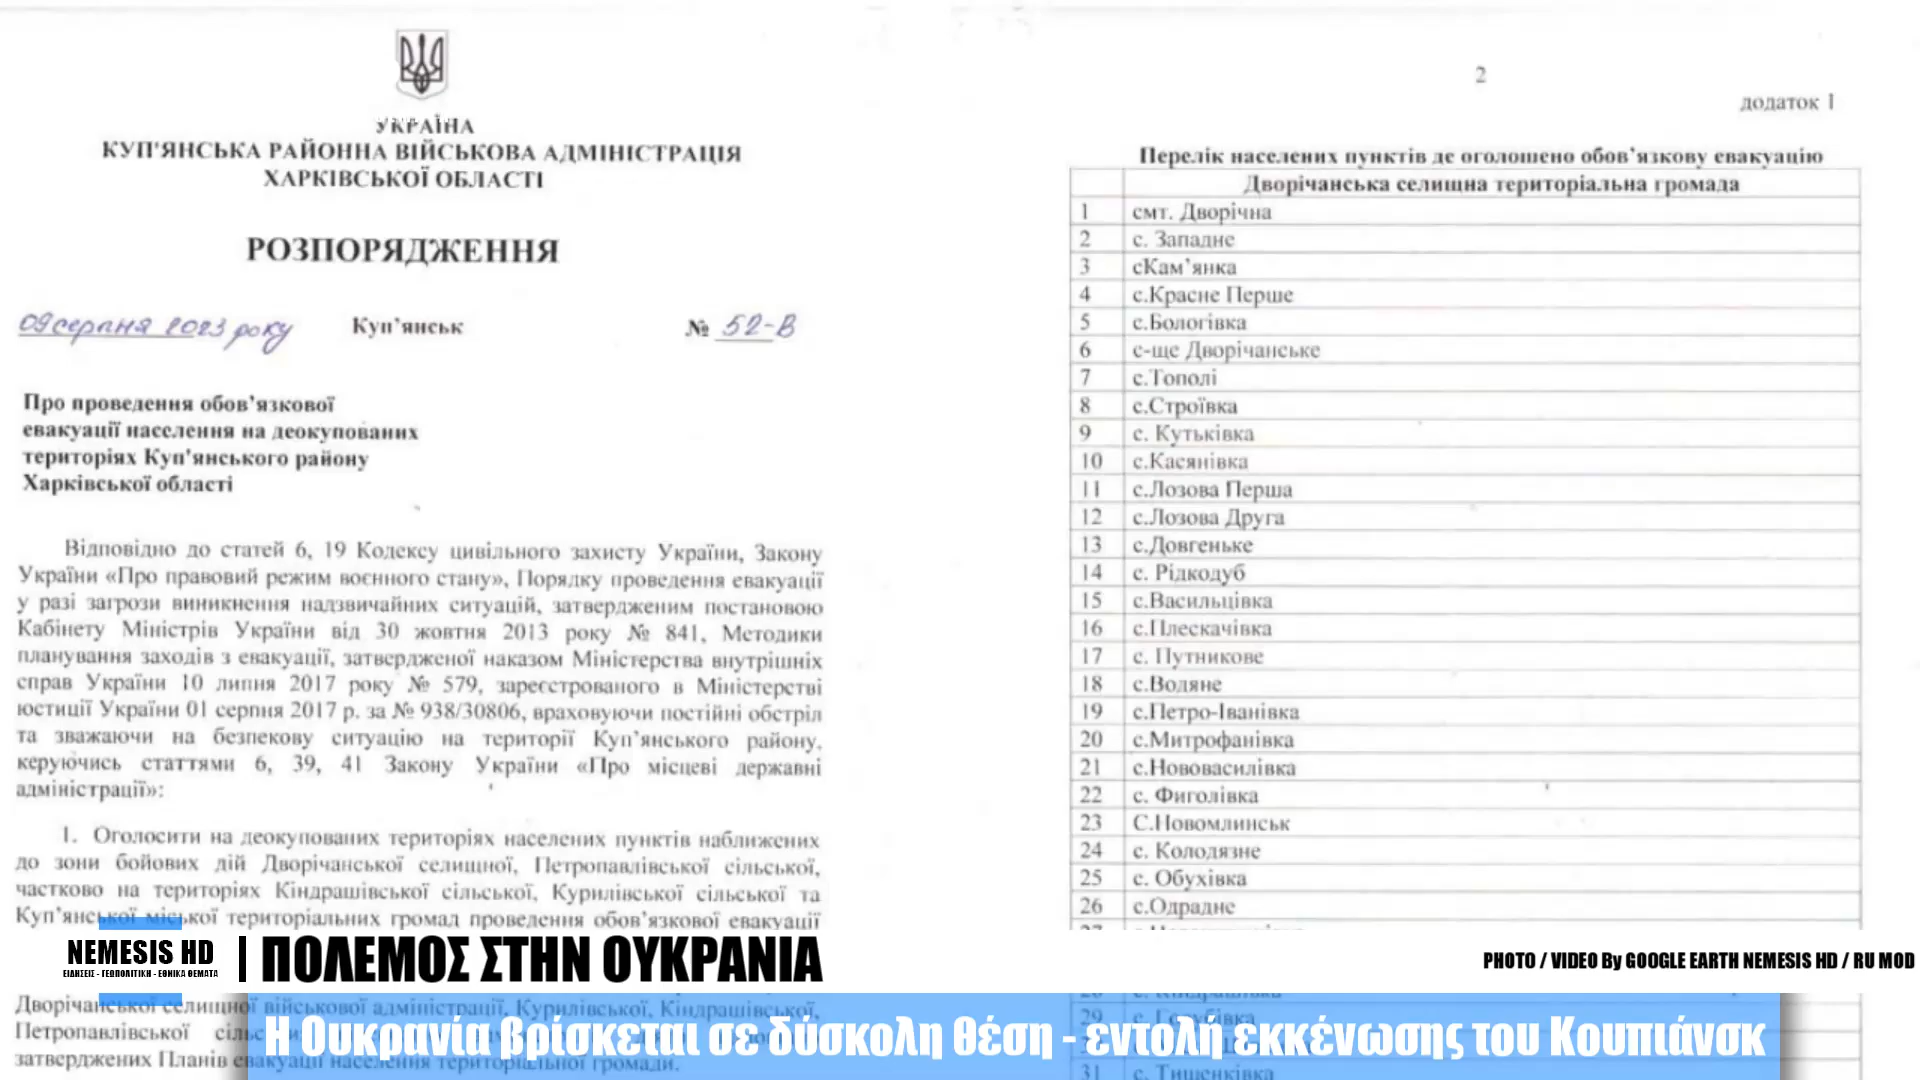 УКРАЇНА
КУП'ЯНСЬКА РАЙОННА ВІЙСЬКОВА АДМІНІСТРАЦІЯ
ХАРКІВСЬКОЇ ОБЛАСТІ
РОЗПОРЯДЖЕННЯ
09 серпня 2023 року Куп’янськ № 52-В
Про проведення обов’язкової
евакуації населення на деокупованих
територіях Куп'янського району
Харківської області
Відповідно до статей 6, 19 Кодексу цивільного захисту України, Закону
України «Про правовий режим воєнного стану», Порядку проведення евакуації
у разі загрози виникнення надзвичайних ситуацій, затвердженим постановою
Кабінету Міністрів України від 30 жовтня 2013 року № 841, Методики
планування заходів з евакуації, затвердженої наказом Міністерства внутрішніх
справ України 10 липня 2017 року № 579, зареєстрованого в Міністерстві
юстиції України 01 серпня 2017 р. за № 938/30806, враховуючи постійні обстріл
та зважаючи на безпекову ситуацію на території Куп’янського району,
керуючись статтями 6, 39, 41 Закону України «Про місцеві державні
адміністрації»:
1. Оголосити на деокупованих територіях населених пунктів наближених
до зони бойових дій Дворічанської селищної, Петропавлівської сільської,
частково на територіях Кіндрашівської сільської, Курилівської сільської та
Куп’янської міської територіальних громад проведення обов’язкової евакуації
Дворічанської селищної військової адміністрації, Курилівської, Кіндрашівської,
Петропавлівської
затверджених Планів евакуації населення територіальної громади.
2
додаток 1
Перелік населених пунктів де оголошено обов’язкову евакуацію
Дворічанська селищна територіальна громада
1 смт. Дворічна
2 с. Западне
3 сКам’янка
4 с.Красне Перше
5 с.Бологівка
6 с-ще Дворічанське
7 с.Тополі
8 с.Строївка
9 с. Кутьківка
10 с.Касянівка
11 с.Лозова Перша
12 с.Лозова Друга
13 с.Довгеньке
14 с. Рідкодуб
15 с.Васильцівка
16 с.Плескачівка
17 с. Путникове
18 с.Водяне
19 с.Петро-Іванівка
20 с.Митрофанівка
21 с.Нововасилівка
22 с. Фиголівка
23 С.Новомлинськ
24 с. Колодязне
25 с. Обухівка
26 с.Одрадне
29 с. Голубівка
31 с. Тищенківка
NEMESIS HD
ΕΙΔΗΣΕΙΣ - ΓΕΩΠΟΛΙΤΙΚΗ - ΕΘΝΙΚΑ ΘΕΜΑΤΑ
ΠΟΛΕΜΟΣ ΣΤΗΝ ΟΥΚΡΑΝΙΑ
PHOTO / VIDEO By GOOGLE EARTH NEMESIS HD / RU MOD
Η Ουκρανία βρίσκεται σε δύσκολη θέση - εντολή εκκένωσης του Κουπιάνσκ